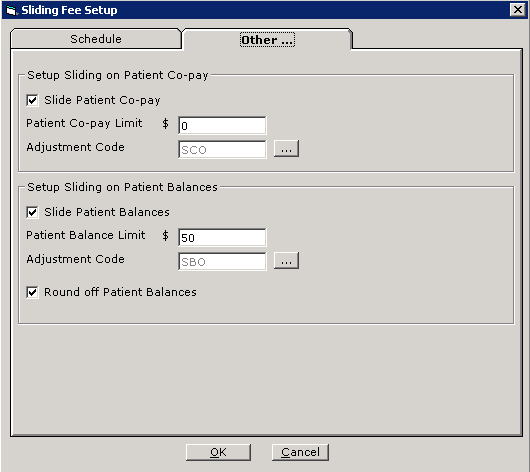 Sliding Fee Setup
Schedule
Other ...
Setup Sliding on Patient Co-pay
Slide Patient Co-pay
Patient Co-pay Limit $ 0
Adjustment Code SCO ...
Setup Sliding on Patient Balances
Slide Patient Balances
Patient Balance Limit $ 50
Adjustment Code SBO ...
Round off Patient Balances
OK
Cancel